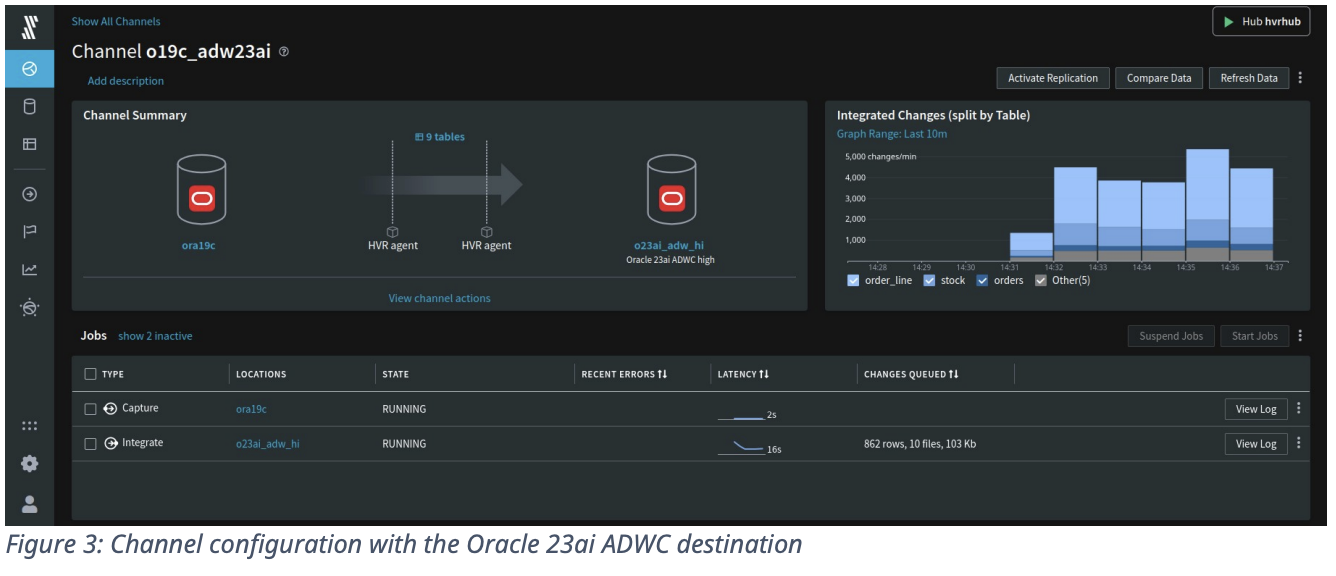 Show All Channels
Hub hvrhub
Channel o19c_adw23ai
Add description
Activate Replication
Compare Data
Refresh Data
Channel Summary
9 tables
HVR agent
HVR agent
ora19c
o23ai_adw_hi
Oracle 23ai ADWC high
View channel actions
Integrated Changes (split by Table)
Graph Range: Last 10m
5,000 changes/min
4,000
3,000
2,000
1,000
14:28 14:29 14:30 14:31 14:32 14:33 14:34 14:35 14:36 14:37
order_line stock orders Other(5)
Jobs show 2 inactive
Suspend Jobs Start Jobs
TYPE LOCATIONS STATE RECENT ERRORS LATENCY CHANGES QUEUED
Capture ora19c RUNNING 2s View Log
Integrate o23ai_adw_hi RUNNING 16s 862 rows, 10 files, 103 Kb View Log
Figure 3: Channel configuration with the Oracle 23ai ADWC destination